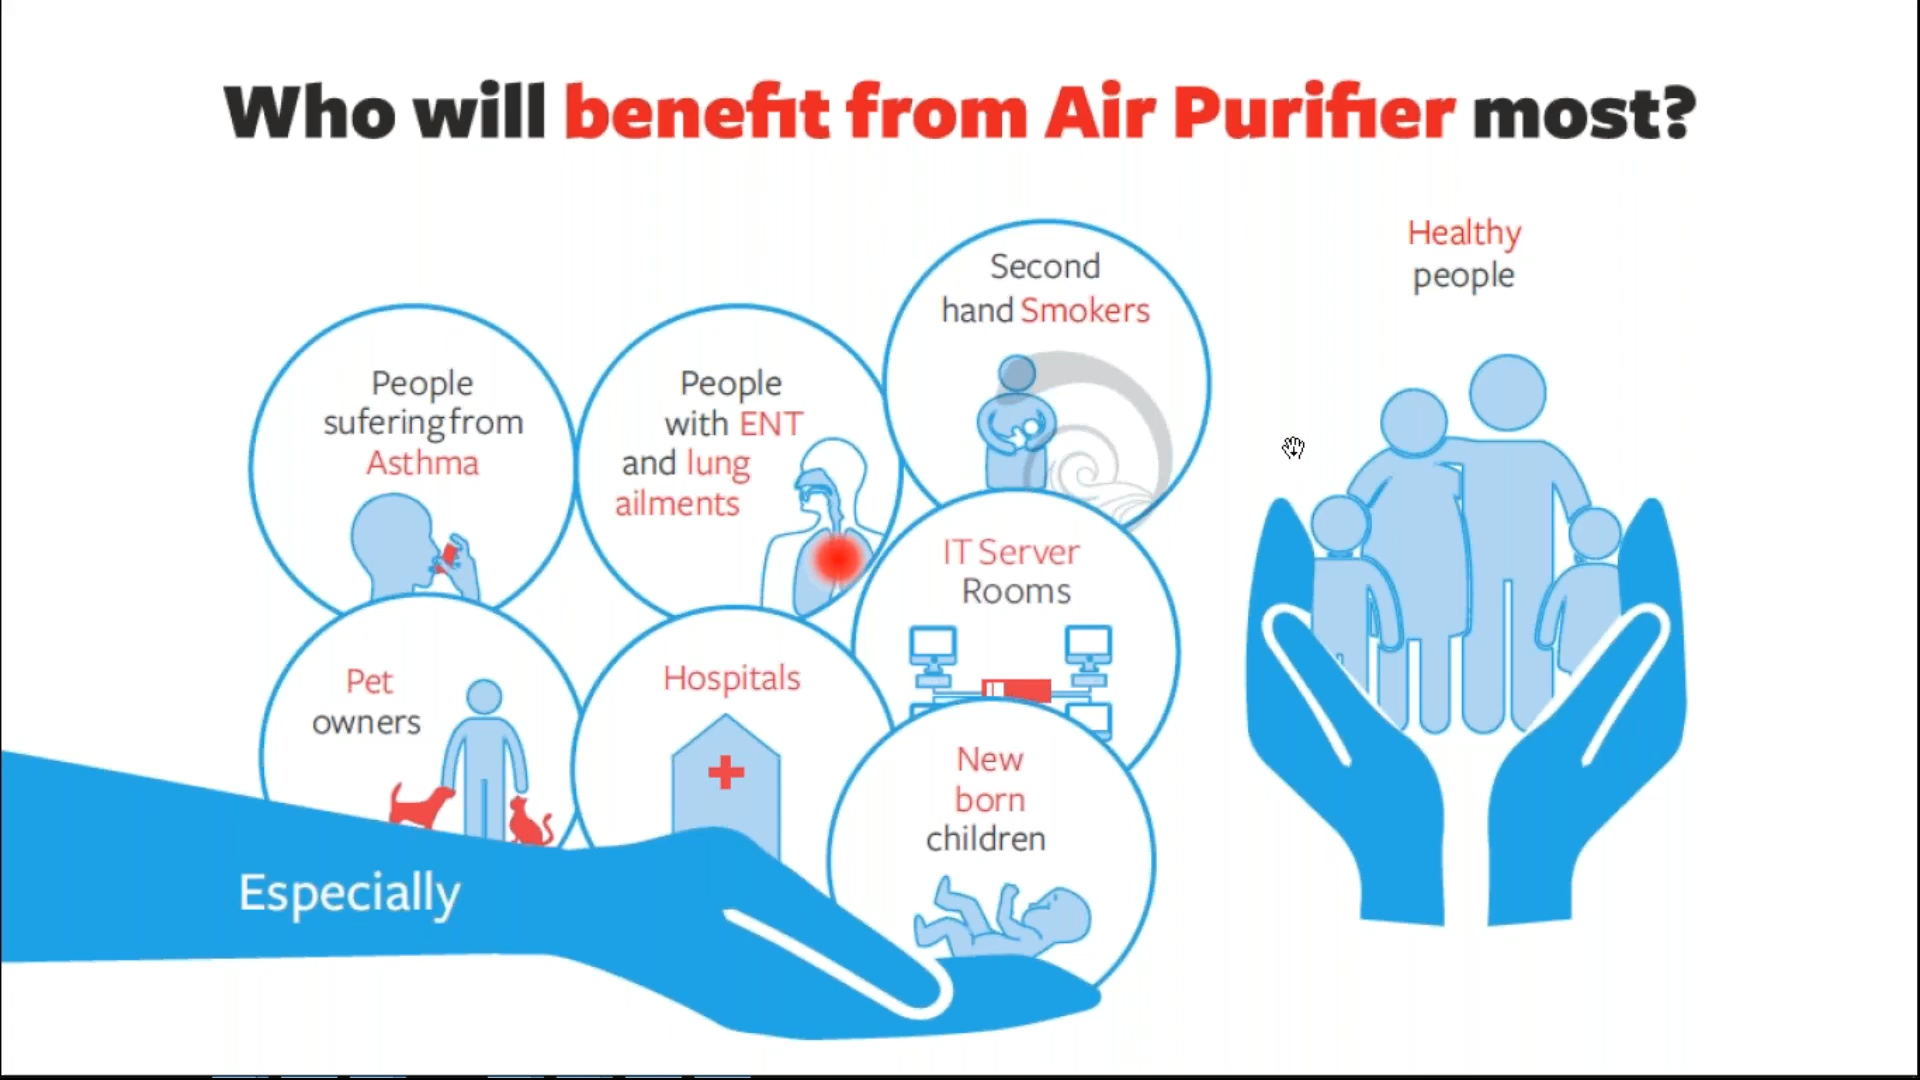 Who will benefit from Air Purifier most?
People
sufering from
Asthma
People
with ENT
and lung
ailments
Second
hand Smokers
Healthy
people
IT Server
Rooms
Pet
owners
Hospitals
New
born
children
Especially